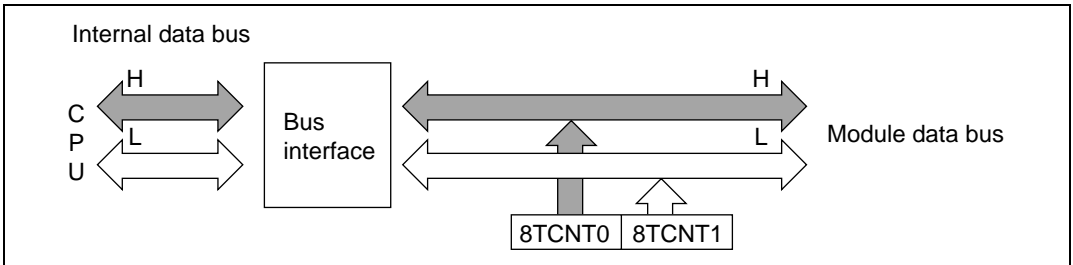 Internal data bus
H
H
C
P
U
L
Bus
interface
L
Module data bus
8TCNT0
8TCNT1